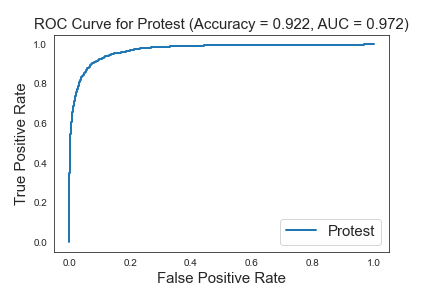 ROC Curve for Protest (Accuracy = 0.922, AUC = 0.972)
1.0
0.8
0.6
0.4
0.2
0.0
True Positive Rate
Protest
0.0 0.2 0.4 0.6 0.8 1.0
False Positive Rate